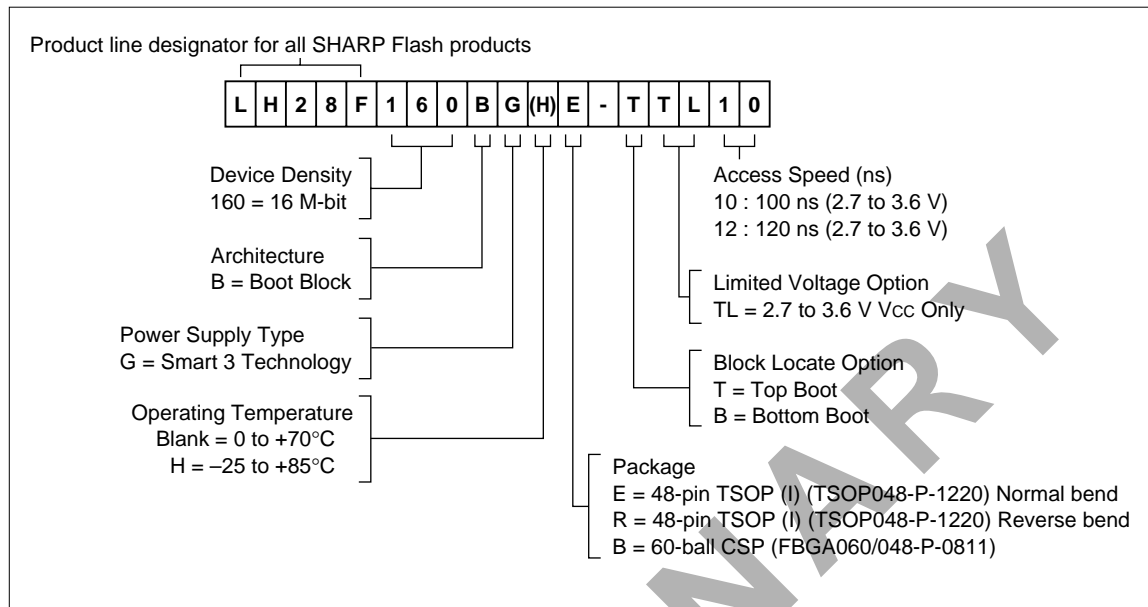 Product line designator for all SHARP Flash products
L H 2 8 F 1 6 0 B G (H) E - T T L 1 0
Device Density
160 = 16 M-bit
Architecture
B = Boot Block
Power Supply Type
G = Smart 3 Technology
Operating Temperature
Blank = 0 to +70°C
H = –25 to +85°C
Access Speed (ns)
10 : 100 ns (2.7 to 3.6 V)
12 : 120 ns (2.7 to 3.6 V)
Limited Voltage Option
TL = 2.7 to 3.6 V VCC Only
Block Locate Option
T = Top Boot
B = Bottom Boot
Package
E = 48-pin TSOP (I) (TSOP048-P-1220) Normal bend
R = 48-pin TSOP (I) (TSOP048-P-1220) Reverse bend
B = 60-ball CSP (FBGA060/048-P-0811)
NARY